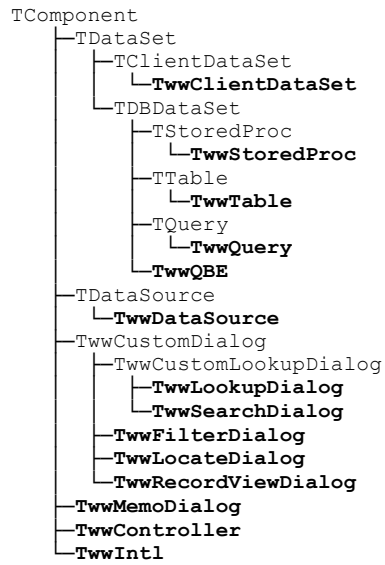 TComponent
TDataSet
TClientDataSet
TwwClientDataSet
TDBDataSet
TStoredProc
TwwStoredProc
TTable
TwwTable
TQuery
TwwQuery
TwwQBE
TDataSource
TwwDataSource
TwwCustomDialog
TwwCustomLookupDialog
TwwLookupDialog
TwwSearchDialog
TwwFilterDialog
TwwLocateDialog
TwwRecordViewDialog
TwwMemoDialog
TwwController
TwwIntl